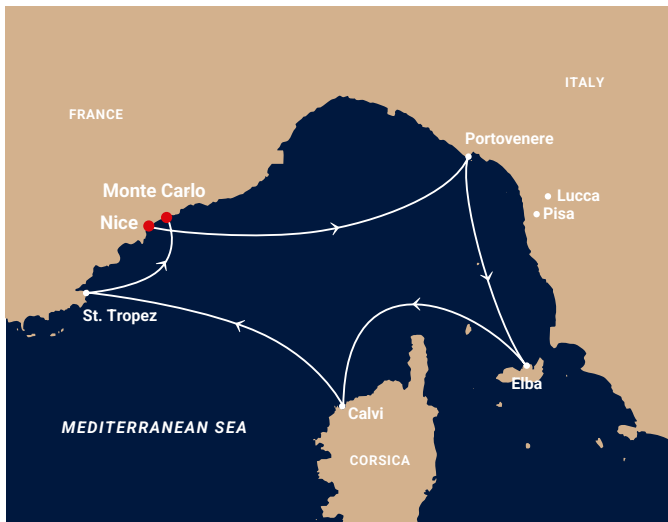 ITALY
FRANCE
Portovenere
Monte Carlo
Lucca
Pisa
Nice
St. Tropez
Elba
Calvi
MEDITERRANEAN SEA
CORSICA